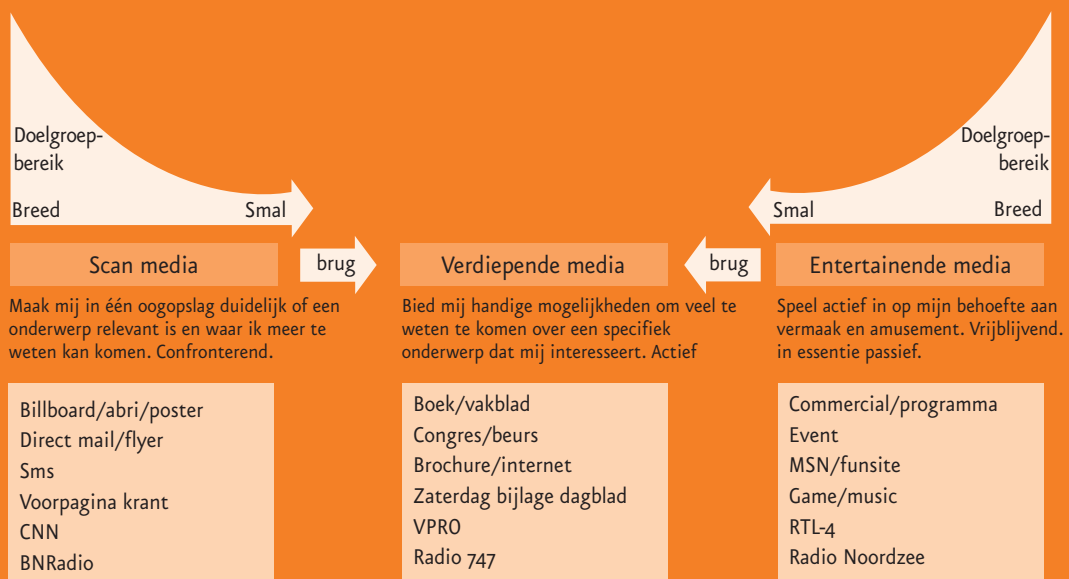 Doelgroep-
bereik
Breed
Smal
Doelgroep-
bereik
Smal
Breed
Scan media
brug
Verdiepende media
brug
Entertainende media
Maak mij in één oogopslag duidelijk of een
onderwerp relevant is en waar ik meer te
weten kan komen. Confronterend.
Bied mij handige mogelijkheden om veel te
weten te komen over een specifiek
onderwerp dat mij interesseert. Actief
Speel actief in op mijn behoefte aan
vermaak en amusement. Vrijblijvend.
in essentie passief.
Billboard/abri/poster
Direct mail/flyer
Sms
Voorpagina krant
CNN
BNRadio
Boek/vakblad
Congres/beurs
Brochure/internet
Zaterdag bijlage dagblad
VPRO
Radio 747
Commercial/programma
Event
MSN/funsite
Game/music
RTL-4
Radio Noordzee